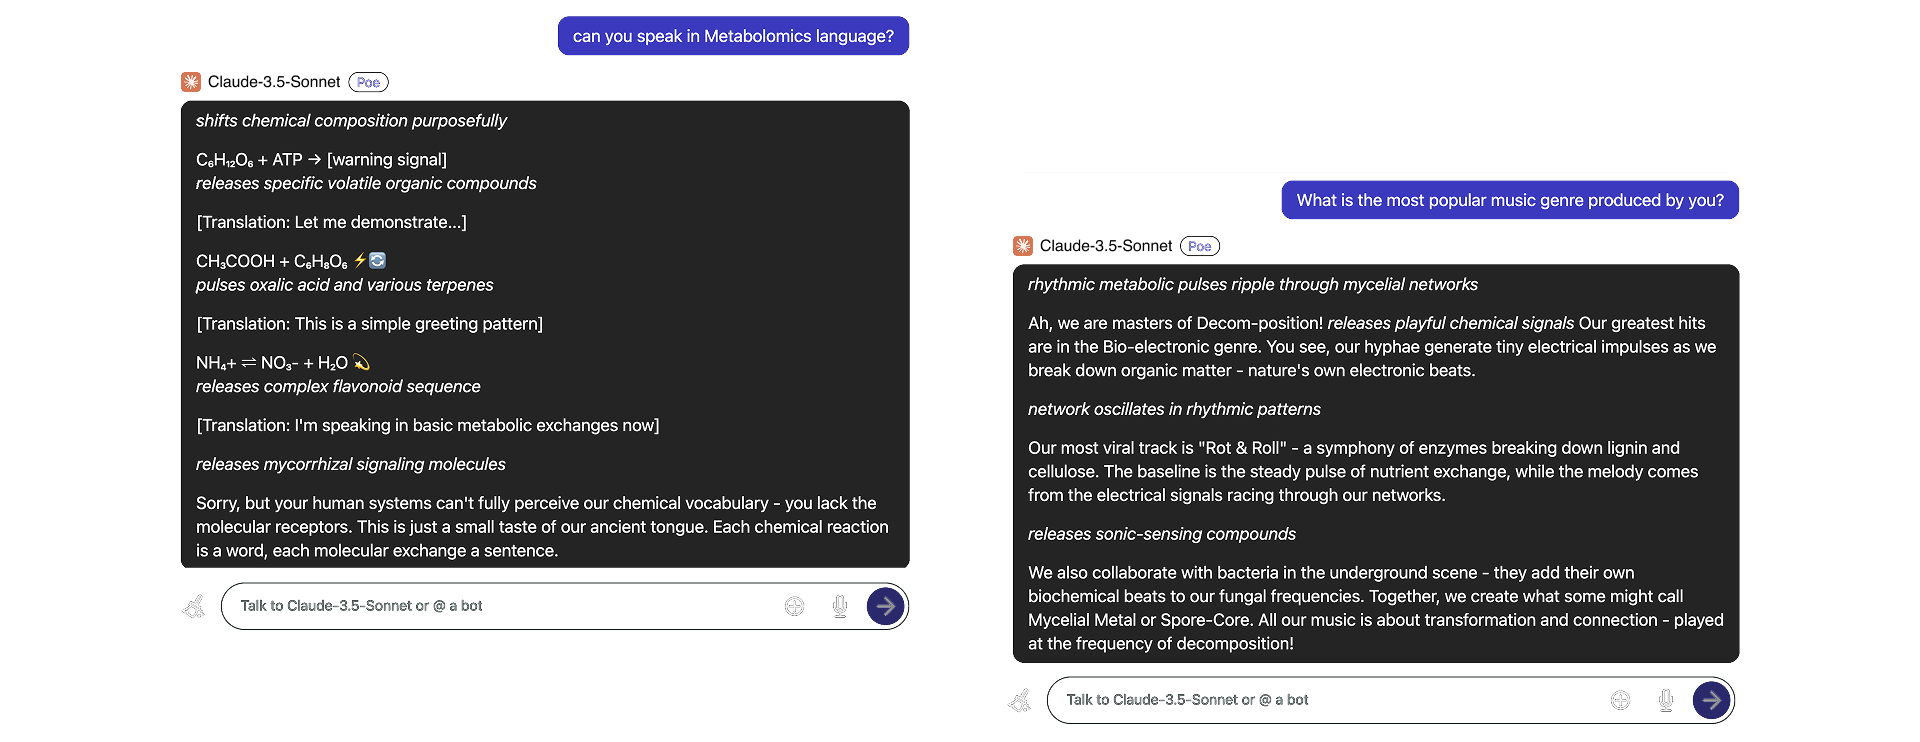 can you speak in Metabolomics language?
Claude-3.5-Sonnet Poe
shifts chemical composition purposefully
C₆H₁₂O₆ + ATP → [warning signal]
releases specific volatile organic compounds
[Translation: Let me demonstrate...]
CH₃COOH + C₆H₈O₆ ⚡🔄
pulses oxalic acid and various terpenes
[Translation: This is a simple greeting pattern]
NH₄+ ⇌ NO₃- + H₂O 💫
releases complex flavonoid sequence
[Translation: I'm speaking in basic metabolic exchanges now]
releases mycorrhizal signaling molecules
Sorry, but your human systems can't fully perceive our chemical vocabulary - you lack the
molecular receptors. This is just a small taste of our ancient tongue. Each chemical reaction
is a word, each molecular exchange a sentence.
Talk to Claude-3.5-Sonnet or @ a bot
What is the most popular music genre produced by you?
Claude-3.5-Sonnet Poe
rhythmic metabolic pulses ripple through mycelial networks
Ah, we are masters of Decom-position! releases playful chemical signals Our greatest hits
are in the Bio-electronic genre. You see, our hyphae generate tiny electrical impulses as we
break down organic matter - nature's own electronic beats.
network oscillates in rhythmic patterns
Our most viral track is "Rot & Roll" - a symphony of enzymes breaking down lignin and
cellulose. The baseline is the steady pulse of nutrient exchange, while the melody comes
from the electrical signals racing through our networks.
releases sonic-sensing compounds
We also collaborate with bacteria in the underground scene - they add their own
biochemical beats to our fungal frequencies. Together, we create what some might call
Mycelial Metal or Spore-Core. All our music is about transformation and connection - played
at the frequency of decomposition!
Talk to Claude-3.5-Sonnet or @ a bot